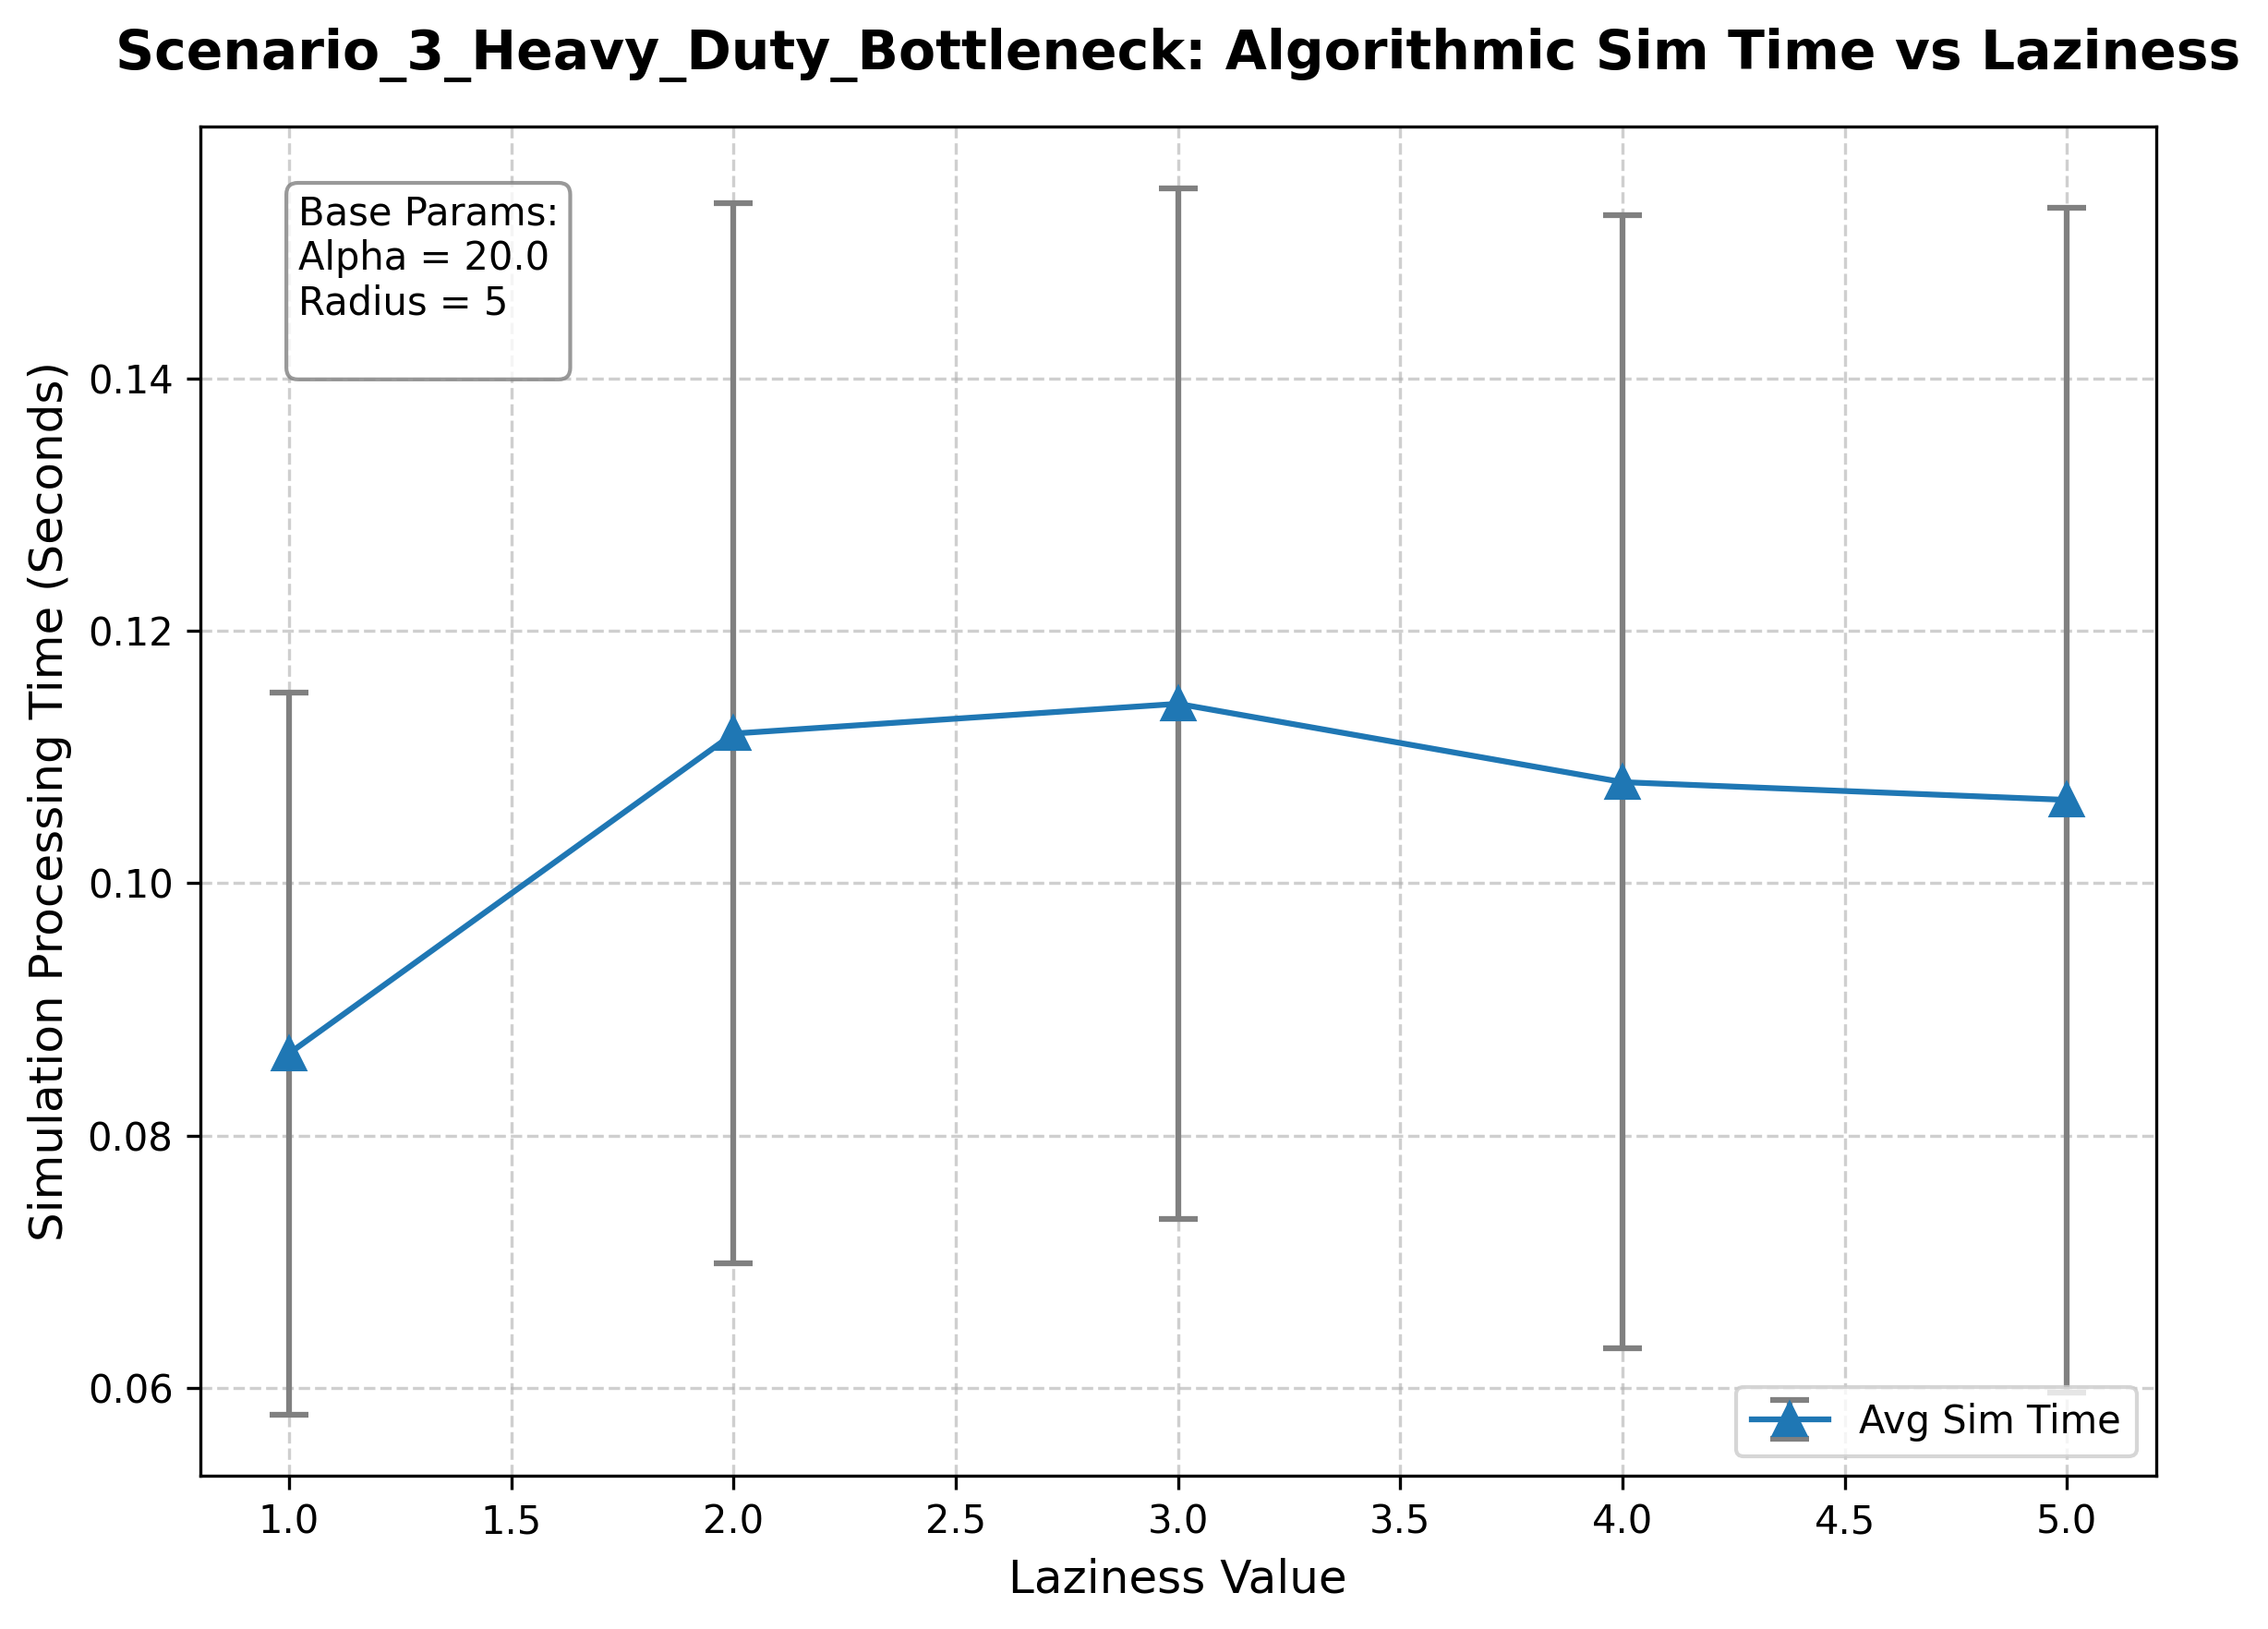 Scenario_3_Heavy_Duty_Bottleneck: Algorithmic Sim Time vs Laziness
Base Params:
Alpha = 20.0
Radius = 5
Simulation Processing Time (Seconds)
0.14
0.12
0.10
0.08
0.06
Avg Sim Time
1.0 1.5 2.0 2.5 3.0 3.5 4.0 4.5 5.0
Laziness Value